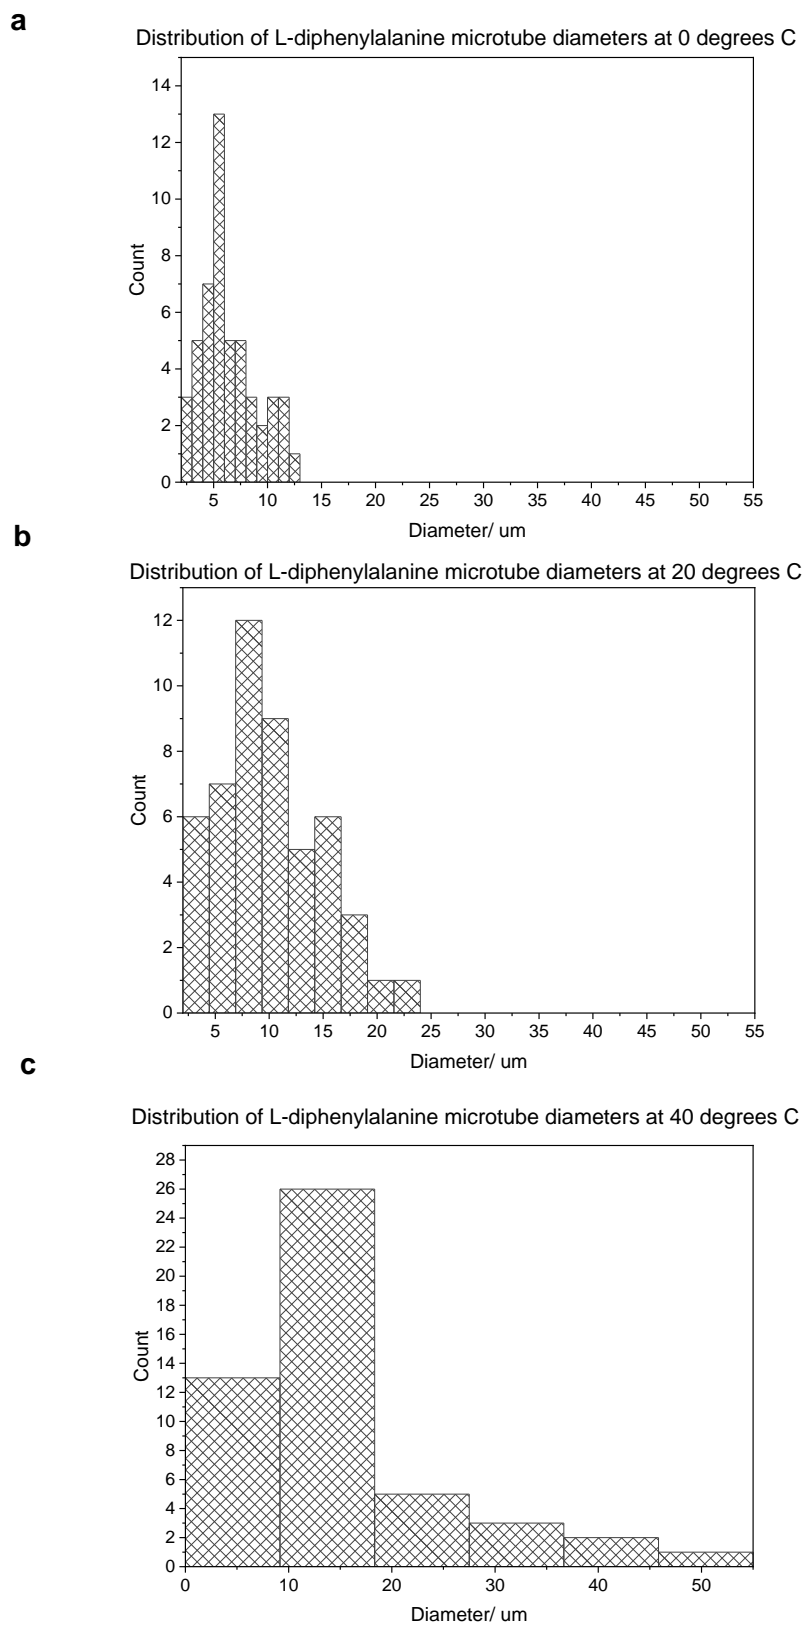 a
Distribution of L-diphenylalanine microtube diameters at 0 degrees C
14
12
10
8
6
4
2
0
Count
5 10 15 20 25 30 35 40 45 50 55
Diameter/ um
b
Distribution of L-diphenylalanine microtube diameters at 20 degrees C
12
10
8
6
4
2
0
Count
5 10 15 20 25 30 35 40 45 50 55
Diameter/ um
c
Distribution of L-diphenylalanine microtube diameters at 40 degrees C
28
26
24
22
20
18
16
14
12
10
8
6
4
2
0
Count
0 10 20 30 40 50
Diameter/ um